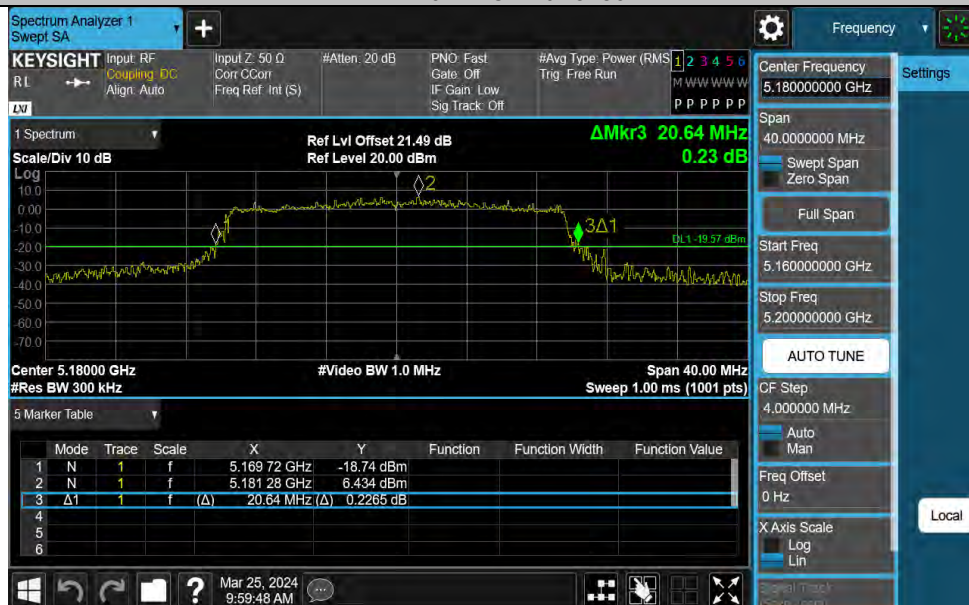 Spectrum Analyzer 1
Swept SA
+
Frequency
KEYSIGHT
RL
LXI
Input: RF
Coupling: DC
Align: Auto
Input Z: 50 Ω
Corr CCorr
Freq Ref: Int (S)
#Atten: 20 dB
PNO: Fast
Gate: Off
IF Gain: Low
Sig Track: Off
#Avg Type: Power (RMS
Trig: Free Run
1 2 3 4 5 6
M W W W W W
P P P P P P
1 Spectrum
Scale/Div 10 dB
Ref Lvl Offset 21.49 dB
Ref Level 20.00 dBm
ΔMkr3 20.64 MHz
0.23 dB
Log
10.0
0.00
-10.0
-20.0
-30.0
-40.0
-50.0
-60.0
-70.0
2
3Δ1
DL1 -19.57 dBm
Center 5.18000 GHz
#Video BW 1.0 MHz
Span 40.00 MHz
#Res BW 300 kHz
Sweep 1.00 ms (1001 pts)
5 Marker Table
Mode Trace Scale X Y Function Function Width Function Value
1 N 1 f 5.169 72 GHz -18.74 dBm
2 N 1 f 5.181 28 GHz 6.434 dBm
3 Δ1 1 f (Δ) 20.64 MHz (Δ) 0.2265 dB
4
5
6
?
Mar 25, 2024
9:59:48 AM
Center Frequency
5.180000000 GHz
Settings
Span
40.0000000 MHz
Swept Span
Zero Span
Full Span
Start Freq
5.160000000 GHz
Stop Freq
5.200000000 GHz
AUTO TUNE
CF Step
4.000000 MHz
Auto
Man
Freq Offset
0 Hz
Local
X Axis Scale
Log
Lin
Signal Track